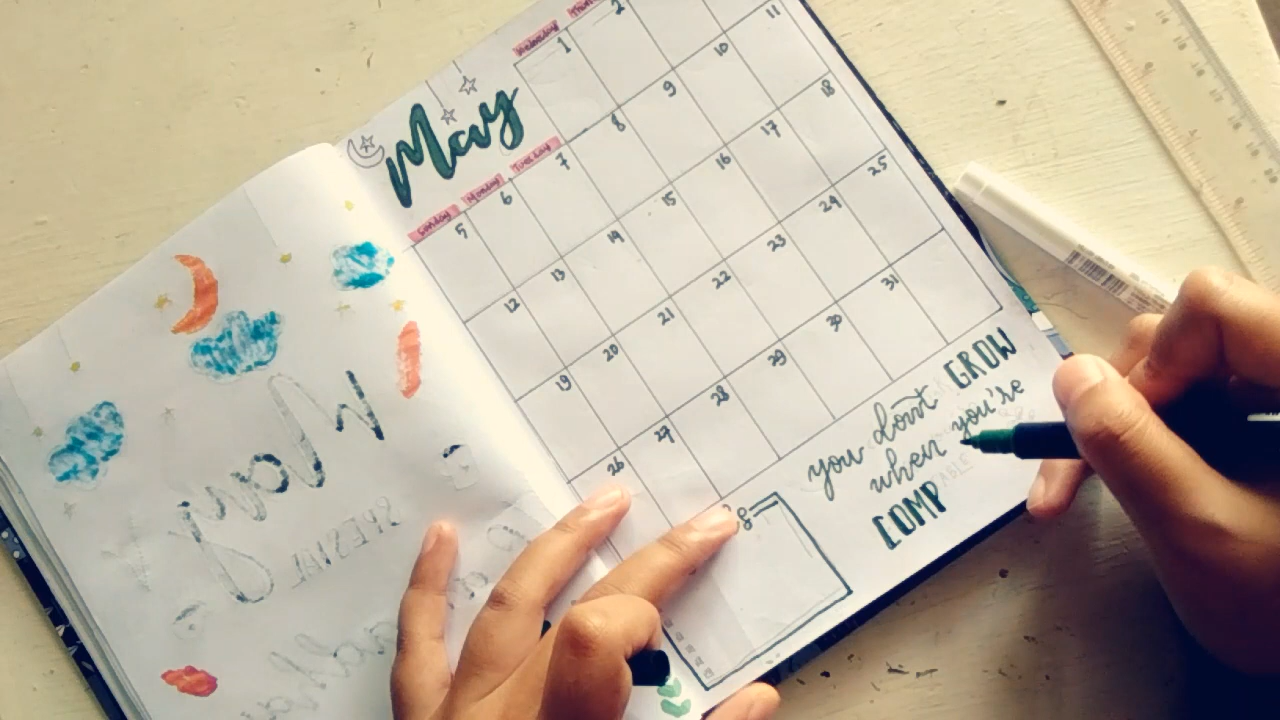 May
Wednesday
Sunday Monday Tuesday
1 2
5 6 7 8 9 10 11
12 13 14 15 16 17 18
19 20 21 22 23 24 25
26 27 28 29 30 31
you don't GROW
when you're
COMP